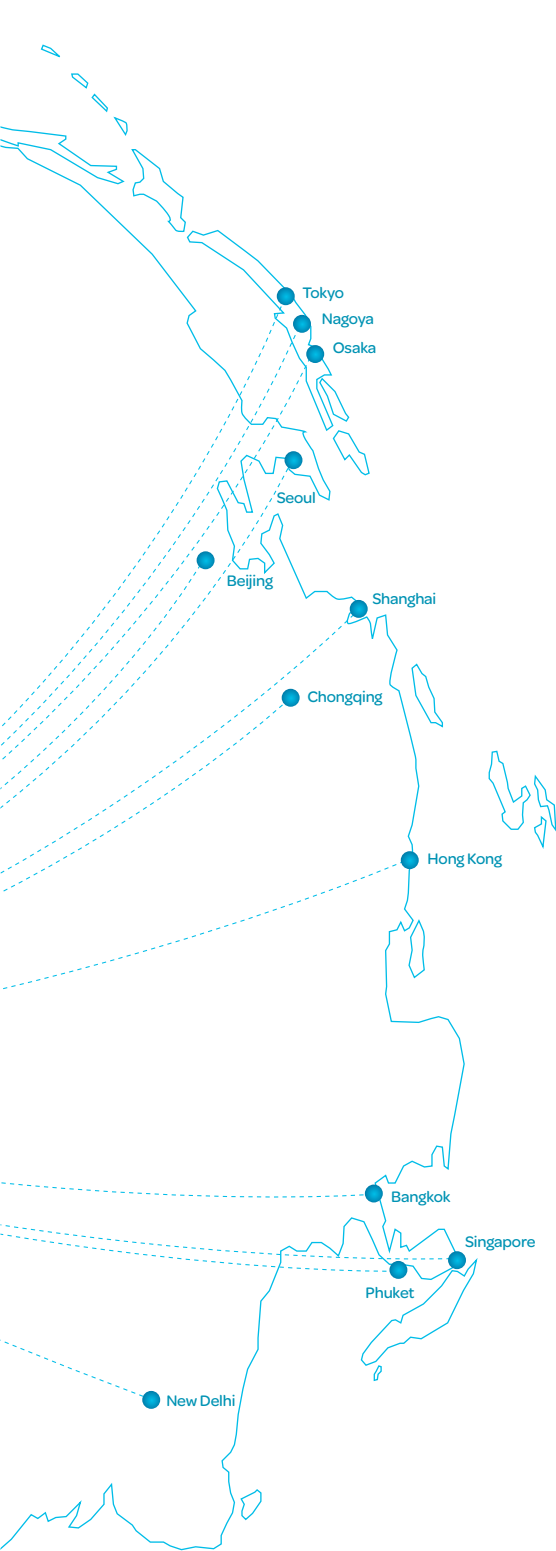 Tokyo
Nagoya
Osaka
Seoul
Beijing
Shanghai
Chongqing
Hong Kong
Bangkok
Singapore
Phuket
New Delhi